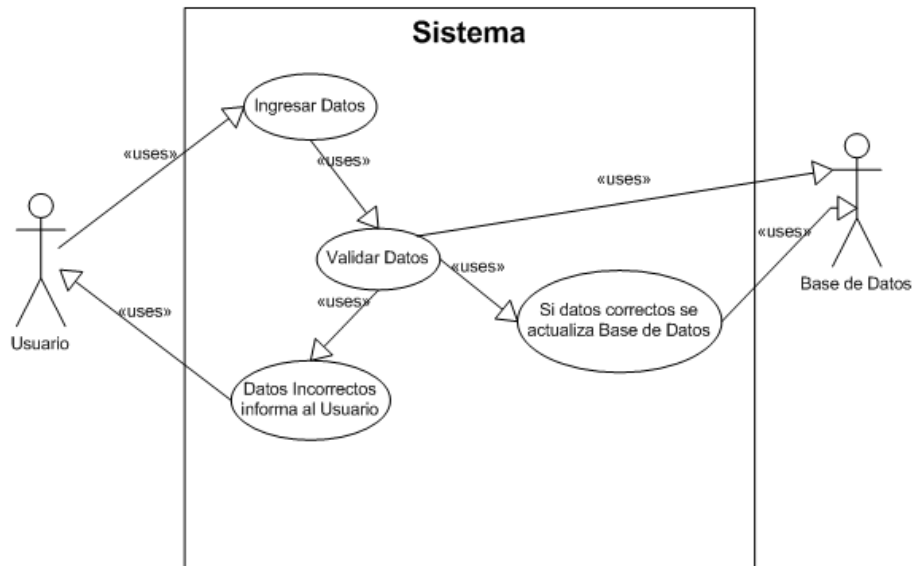 Sistema
Ingresar Datos
«uses»
«uses»
«uses»
Validar Datos
«uses»
«uses»
«uses»
Base de Datos
Usuario
«uses»
«uses»
Si datos correctos se
actualiza Base de Datos
Datos Incorrectos
informa al Usuario